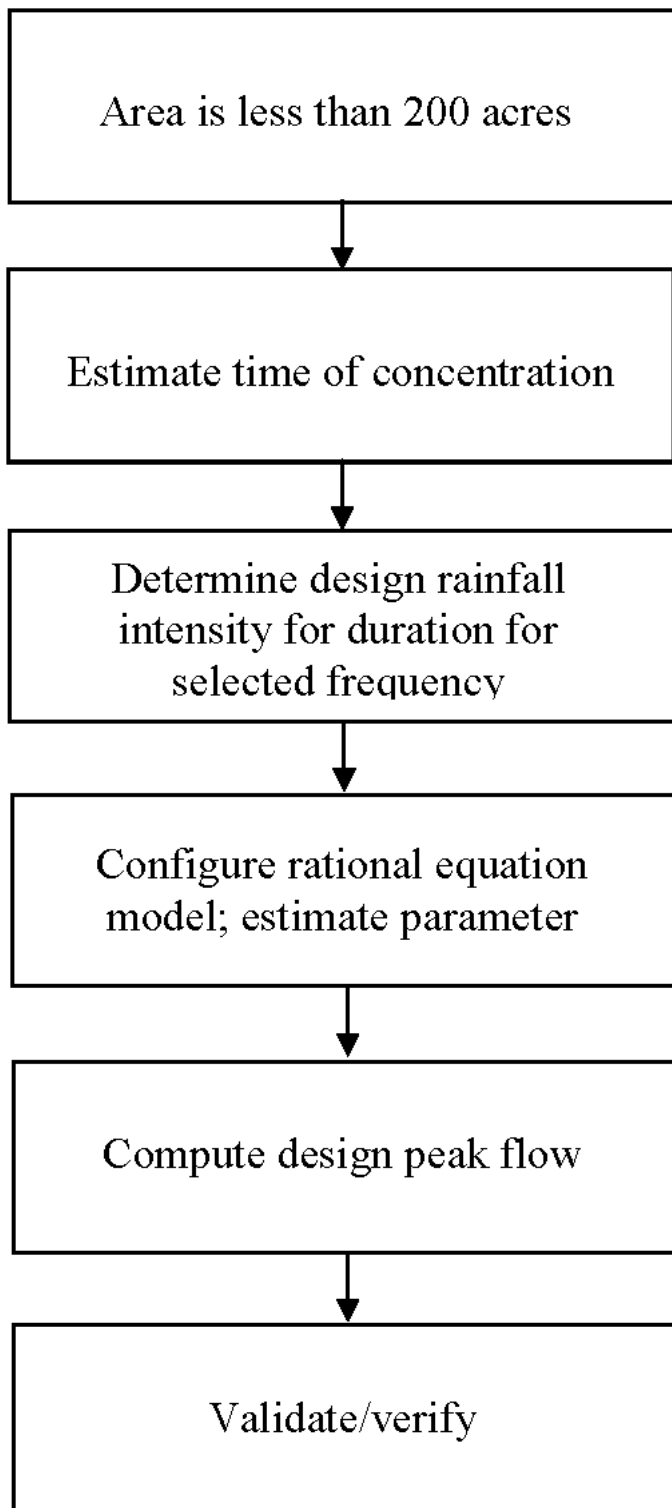 Area is less than 200 acres
Estimate time of concentration
Determine design rainfall
intensity for duration for
selected frequency
Configure rational equation
model; estimate parameter
Compute design peak flow
Validate/verify